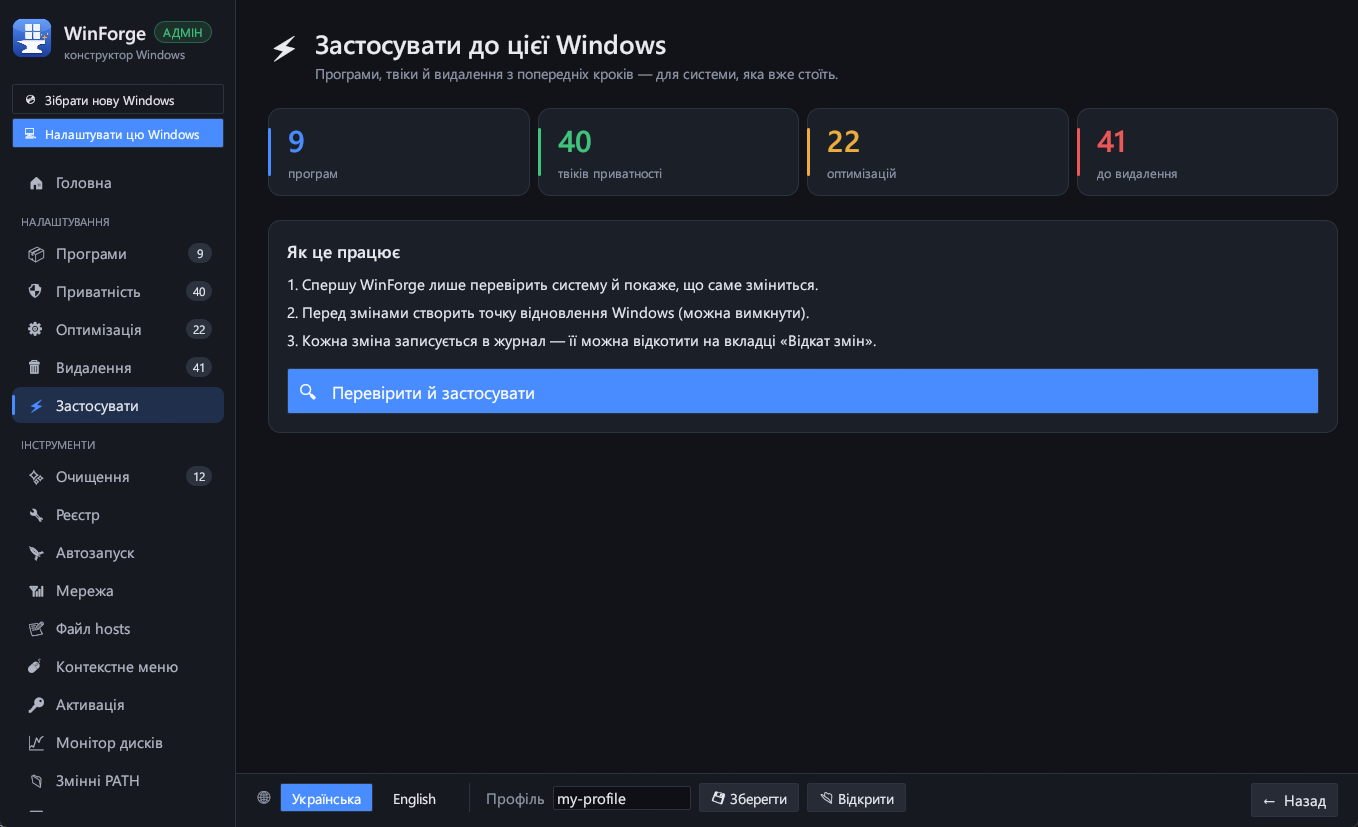 WinForge АДМІН
конструктор Windows
Зібрати нову Windows
Налаштувати цю Windows
Головна
НАЛАШТУВАННЯ
Програми 9
Приватність 40
Оптимізація 22
Видалення 41
Застосувати
ІНСТРУМЕНТИ
Очищення 12
Реєстр
Автозапуск
Мережа
Файл hosts
Контекстне меню
Активація
Монітор дисків
Змінні PATH
Застосувати до цієї Windows
Програми, твіки й видалення з попередніх кроків — для системи, яка вже стоїть.
9
програм
40
твіків приватності
22
оптимізацій
41
до видалення
Як це працює
1. Спершу WinForge лише перевірить систему й покаже, що саме зміниться.
2. Перед змінами створить точку відновлення Windows (можна вимкнути).
3. Кожна зміна записується в журнал — її можна відкотити на вкладці «Відкат змін».
Перевірити й застосувати
Українська English Профіль my-profile Зберегти Відкрити ← Назад